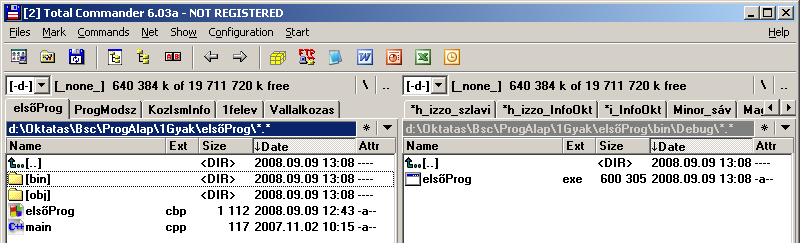 [2] Total Commander 6.03a - NOT REGISTERED
Files Mark Commands Net Show Configuration Start Help
[-d-] [_none_] 640 384 k of 19 711 720 k free \ .. [-d-] [_none_] 640 384 k of 19 711 720 k free \ ..
elsőProg ProgModsz KozIsmInfo 1felev Vallalkozas *h_izzo_szlavi *h_izzo_InfoOkt *i_InfoOkt Minor_sáv
d:\Oktatas\Bsc\ProgAlap\1Gyak\elsőProg\*.* * d:\Oktatas\Bsc\ProgAlap\1Gyak\elsőProg\bin\Debug\*.* *
Name Ext Size ↓Date Attr Name Ext Size ↓Date Attr
[..] <DIR> 2008.09.09 13:08 ---- [..] <DIR> 2008.09.09 13:08 ----
[bin] <DIR> 2008.09.09 13:08 ---- elsőProg exe 600 305 2008.09.09 13:08 -a--
[obj] <DIR> 2008.09.09 13:08 ----
elsőProg cbp 1 112 2008.09.09 12:43 -a--
main cpp 117 2007.11.02 10:15 -a--